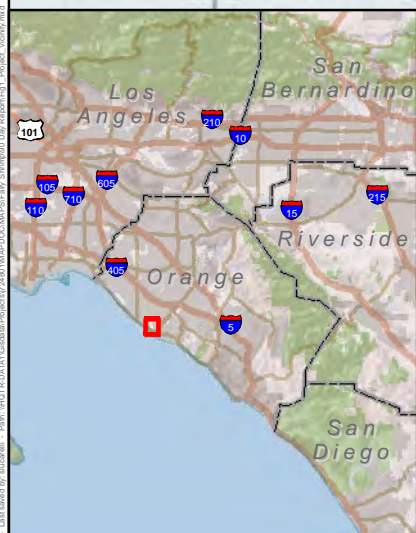 San
Bernardino
Los
Angeles
210
10
101
105
605
710
110
215
15
Riverside
405
Orange
5
San
Diego